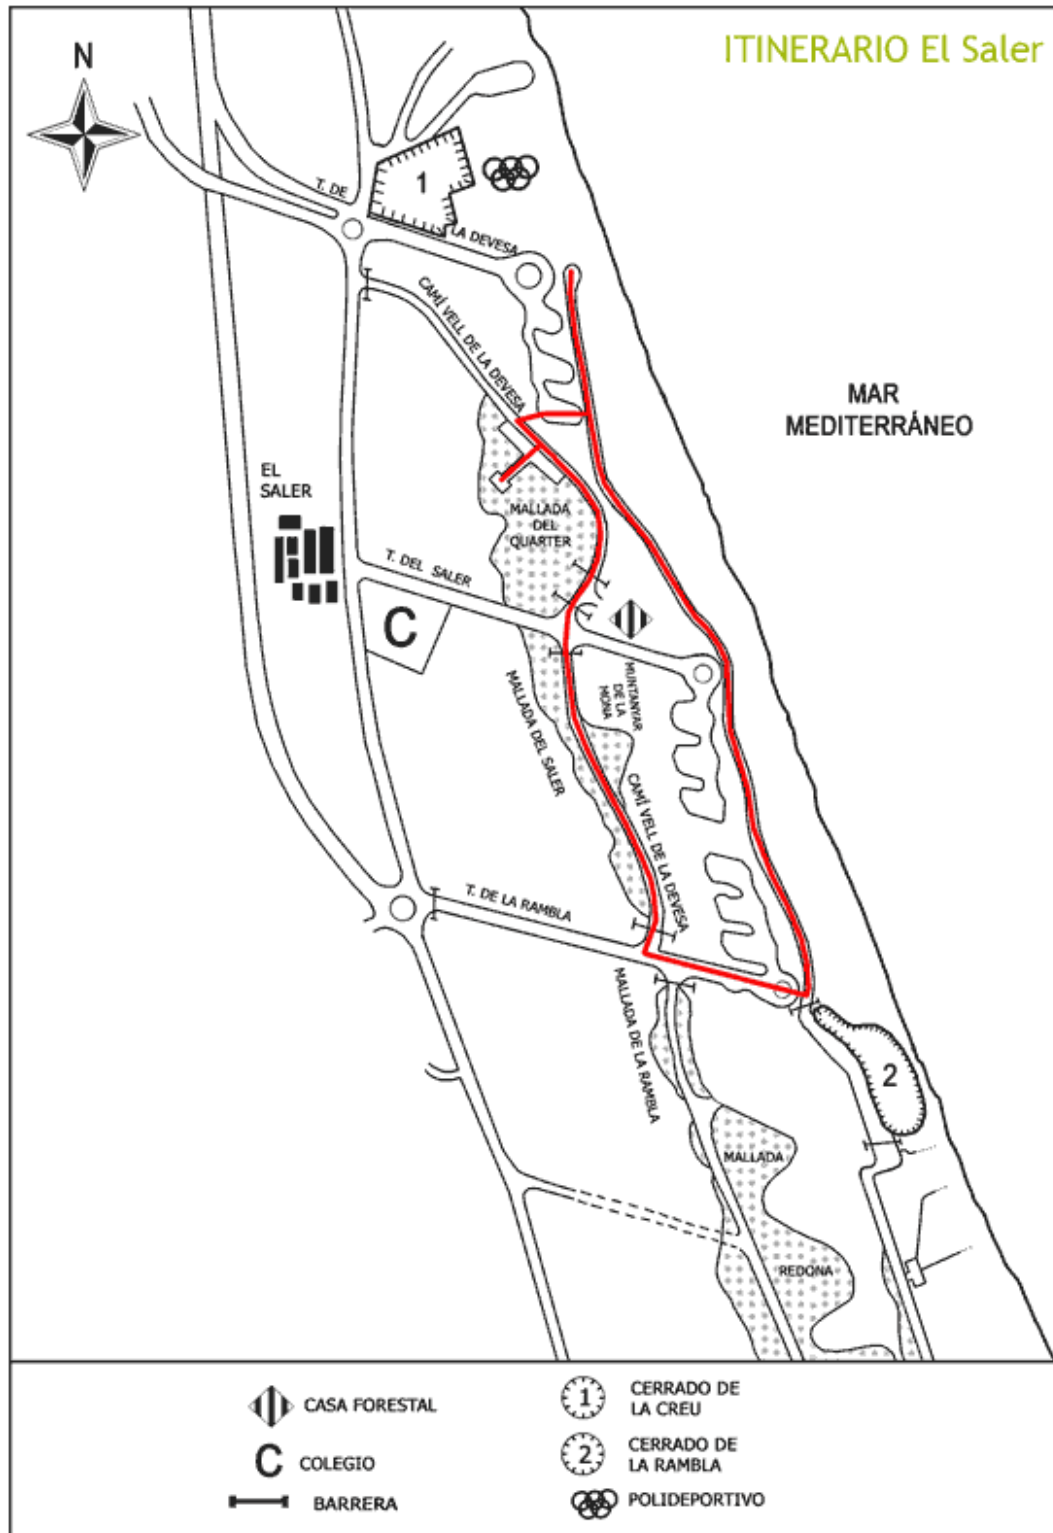 ITINERARIO El Saler
N
1
T. DE
LA DEVESA
CAMÍ VELL DE LA DEVESA
MAR
MEDITERRÁNEO
EL
SALER
MALLADA
DEL
QUARTER
T. DEL SALER
C
MUNTANYAR
DE LA
MONA
MALLADA DEL SALER
CAMÍ VELL DE LA DEVESA
T. DE LA RAMBLA
MALLADA DE LA RAMBLA
2
MALLADA
REDONA
CASA FORESTAL
C COLEGIO
BARRERA
1 CERRADO DE
LA CREU
2 CERRADO DE
LA RAMBLA
POLIDEPORTIVO